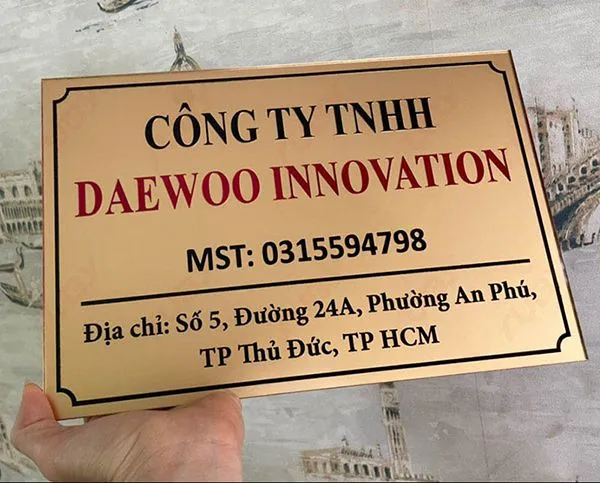 CÔNG TY TNHH
DAEWOO INNOVATION
MST: 0315594798
Địa chỉ: Số 5, Đường 24A, Phường An Phú,
TP Thủ Đức, TP HCM